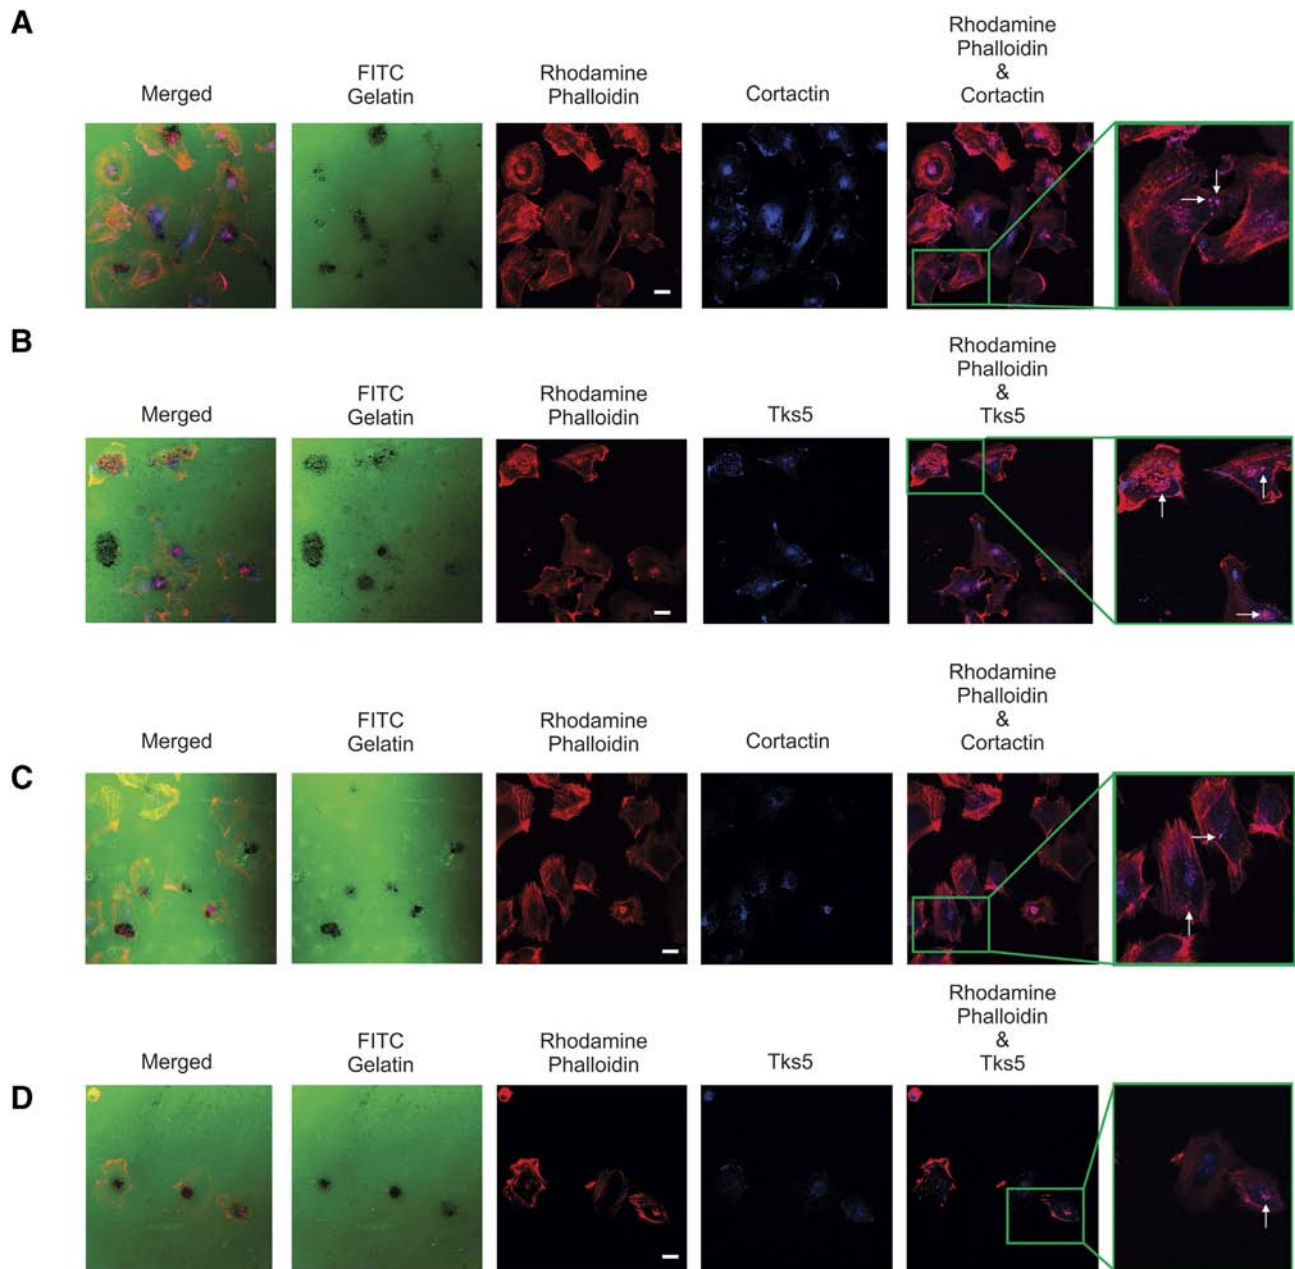 A
Merged
FITC
Gelatin
Rhodamine
Phalloidin
Cortactin
Rhodamine
Phalloidin
&
Cortactin
B
Merged
FITC
Gelatin
Rhodamine
Phalloidin
Tks5
Rhodamine
Phalloidin
&
Tks5
C
Merged
FITC
Gelatin
Rhodamine
Phalloidin
Cortactin
Rhodamine
Phalloidin
&
Cortactin
D
Merged
FITC
Gelatin
Rhodamine
Phalloidin
Tks5
Rhodamine
Phalloidin
&
Tks5